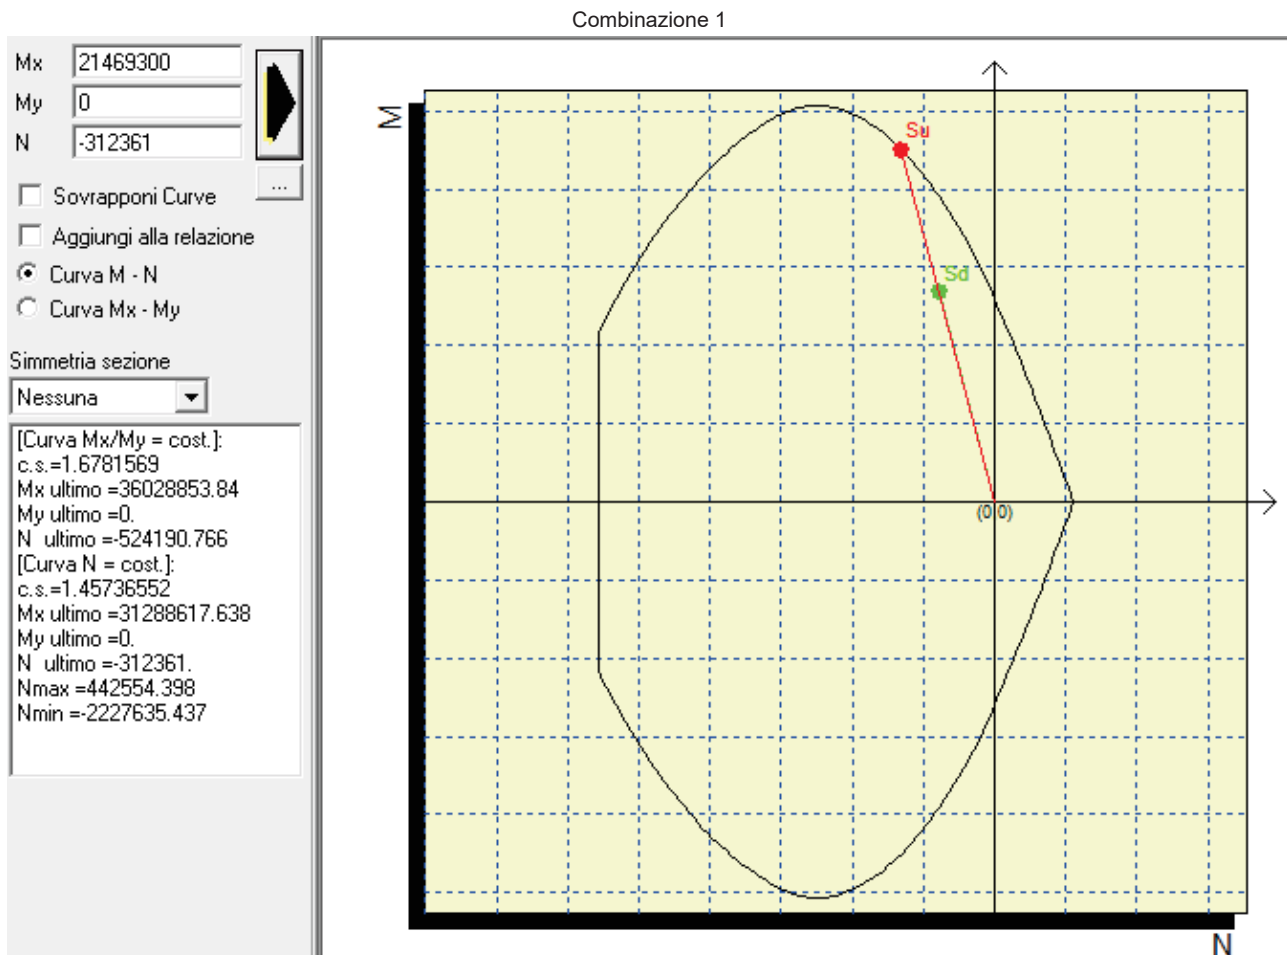 Combinazione 1
Mx 21469300
My 0
N -312361
...
Sovrapponi Curve
Aggiungi alla relazione
Curva M - N
Curva Mx - My
Simmetria sezione
Nessuna
[Curva Mx/My = cost.]:
c.s.=1.6781569
Mx ultimo =36028853.84
My ultimo =0.
N ultimo =-524190.766
[Curva N = cost.]:
c.s.=1.45736552
Mx ultimo =31288617.638
My ultimo =0.
N ultimo =-312361.
Nmax =442554.398
Nmin =-2227635.437
M
Su
Sd
(0,0)
N